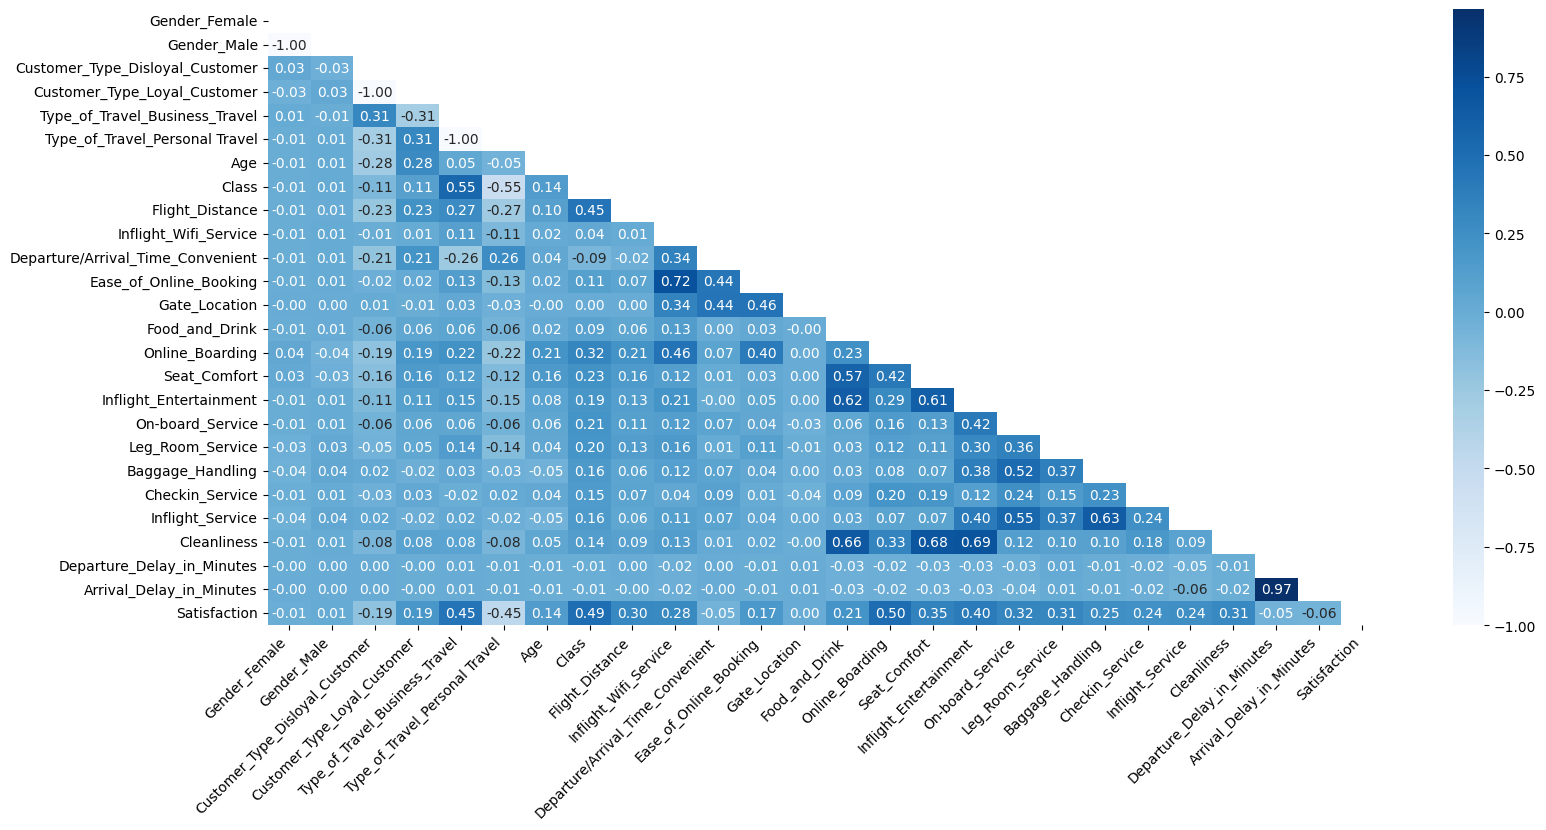 Gender_Female
Gender_Male -1.00
Customer_Type_Disloyal_Customer 0.03 -0.03
Customer_Type_Loyal_Customer -0.03 0.03 -1.00
Type_of_Travel_Business_Travel 0.01 -0.01 0.31 -0.31
Type_of_Travel_Personal Travel -0.01 0.01 -0.31 0.31 -1.00
Age -0.01 0.01 -0.28 0.28 0.05 -0.05
Class -0.01 0.01 -0.11 0.11 0.55 -0.55 0.14
Flight_Distance -0.01 0.01 -0.23 0.23 0.27 -0.27 0.10 0.45
Inflight_Wifi_Service -0.01 0.01 -0.01 0.01 0.11 -0.11 0.02 0.04 0.01
Departure/Arrival_Time_Convenient -0.01 0.01 -0.21 0.21 -0.26 0.26 0.04 -0.09 -0.02 0.34
Ease_of_Online_Booking -0.01 0.01 -0.02 0.02 0.13 -0.13 0.02 0.11 0.07 0.72 0.44
Gate_Location -0.00 0.00 0.01 -0.01 0.03 -0.03 -0.00 0.00 0.00 0.34 0.44 0.46
Food_and_Drink -0.01 0.01 -0.06 0.06 0.06 -0.06 0.02 0.09 0.06 0.13 0.00 0.03 -0.00
Online_Boarding 0.04 -0.04 -0.19 0.19 0.22 -0.22 0.21 0.32 0.21 0.46 0.07 0.40 0.00 0.23
Seat_Comfort 0.03 -0.03 -0.16 0.16 0.12 -0.12 0.16 0.23 0.16 0.12 0.01 0.03 0.00 0.57 0.42
Inflight_Entertainment -0.01 0.01 -0.11 0.11 0.15 -0.15 0.08 0.19 0.13 0.21 -0.00 0.05 0.00 0.62 0.29 0.61
On-board_Service -0.01 0.01 -0.06 0.06 0.06 -0.06 0.06 0.21 0.11 0.12 0.07 0.04 -0.03 0.06 0.16 0.13 0.42
Leg_Room_Service -0.03 0.03 -0.05 0.05 0.14 -0.14 0.04 0.20 0.13 0.16 0.01 0.11 -0.01 0.03 0.12 0.11 0.30 0.36
Baggage_Handling -0.04 0.04 0.02 -0.02 0.03 -0.03 -0.05 0.16 0.06 0.12 0.07 0.04 0.00 0.03 0.08 0.07 0.38 0.52 0.37
Checkin_Service -0.01 0.01 -0.03 0.03 -0.02 0.02 0.04 0.15 0.07 0.04 0.09 0.01 -0.04 0.09 0.20 0.19 0.12 0.24 0.15 0.23
Inflight_Service -0.04 0.04 0.02 -0.02 0.02 -0.02 -0.05 0.16 0.06 0.11 0.07 0.04 0.00 0.03 0.07 0.07 0.40 0.55 0.37 0.63 0.24
Cleanliness -0.01 0.01 -0.08 0.08 0.08 -0.08 0.05 0.14 0.09 0.13 0.01 0.02 -0.00 0.66 0.33 0.68 0.69 0.12 0.10 0.10 0.18 0.09
Departure_Delay_in_Minutes -0.00 0.00 0.00 -0.00 0.01 -0.01 -0.01 -0.01 0.00 -0.02 0.00 -0.01 0.01 -0.03 -0.02 -0.03 -0.03 -0.03 0.01 -0.01 -0.02 -0.05 -0.01
Arrival_Delay_in_Minutes -0.00 0.00 0.00 -0.00 0.01 -0.01 -0.01 -0.01 -0.00 -0.02 -0.00 -0.01 0.01 -0.03 -0.02 -0.03 -0.03 -0.04 0.01 -0.01 -0.02 -0.06 -0.02 0.97
Satisfaction -0.01 0.01 -0.19 0.19 0.45 -0.45 0.14 0.49 0.30 0.28 -0.05 0.17 0.00 0.21 0.50 0.35 0.40 0.32 0.31 0.25 0.24 0.24 0.31 -0.05 -0.06
Gender_Female
Gender_Male
Customer_Type_Disloyal_Customer
Customer_Type_Loyal_Customer
Type_of_Travel_Business_Travel
Type_of_Travel_Personal Travel
Age
Class
Flight_Distance
Inflight_Wifi_Service
Departure/Arrival_Time_Convenient
Ease_of_Online_Booking
Gate_Location
Food_and_Drink
Online_Boarding
Seat_Comfort
Inflight_Entertainment
On-board_Service
Leg_Room_Service
Baggage_Handling
Checkin_Service
Inflight_Service
Cleanliness
Departure_Delay_in_Minutes
Arrival_Delay_in_Minutes
Satisfaction
0.75
0.50
0.25
0.00
−0.25
−0.50
−0.75
−1.00